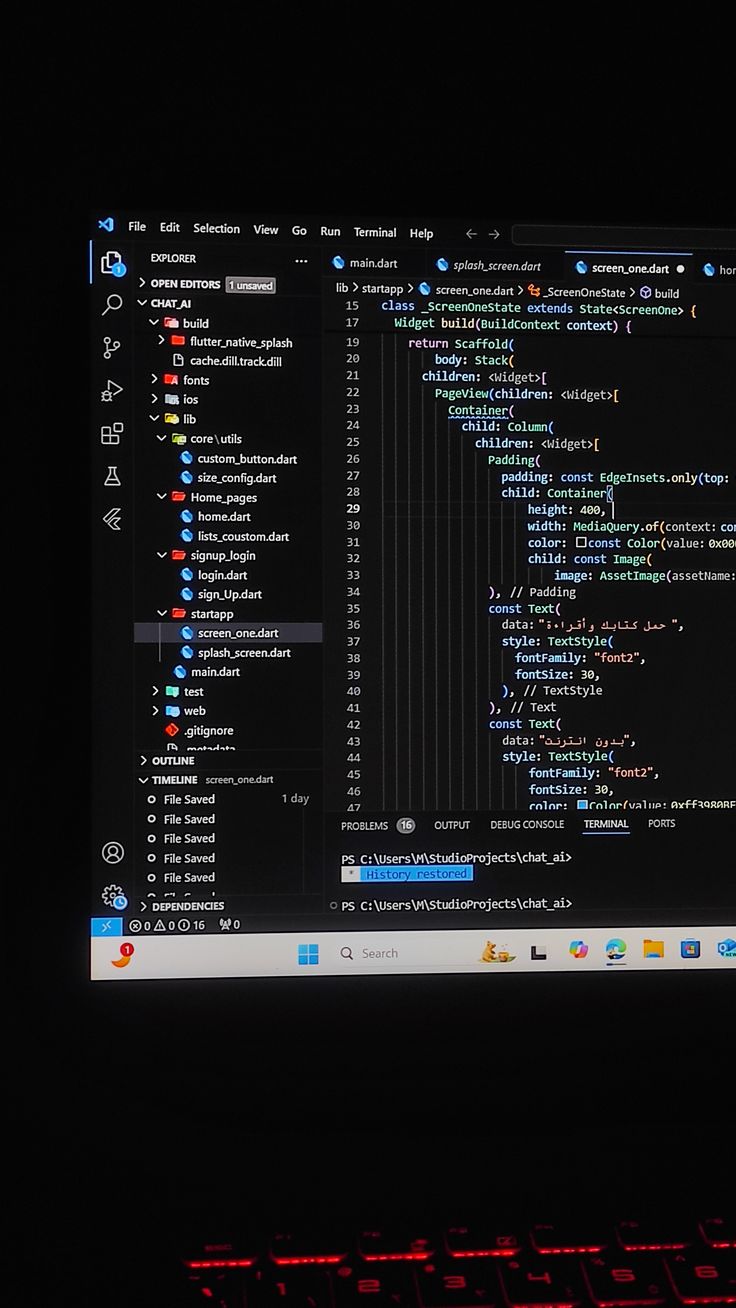 File Edit Selection View Go Run Terminal Help
EXPLORER
OPEN EDITORS 1 unsaved
CHAT_AI
build
flutter_native_splash
cache.dill.track.dill
fonts
ios
lib
core\utils
custom_button.dart
size_config.dart
Home_pages
home.dart
lists_coustom.dart
signup_login
login.dart
sign_Up.dart
startapp
screen_one.dart
splash_screen.dart
main.dart
test
web
.gitignore
.metadata
OUTLINE
TIMELINE screen_one.dart
File Saved 1 day
File Saved
File Saved
File Saved
File Saved
File Saved
DEPENDENCIES
main.dart splash_screen.dart screen_one.dart
lib > startapp > screen_one.dart > _ScreenOneState > build
15 class _ScreenOneState extends State<ScreenOne> {
17 Widget build(BuildContext context) {
19 return Scaffold(
20 body: Stack(
21 children: <Widget>[
22 PageView(children: <Widget>[
23 Container(
24 child: Column(
25 children: <Widget>[
26 Padding(
27 padding: const EdgeInsets.only(top:
28 child: Container(
29 height: 400,
30 width: MediaQuery.of(context:
31 color: const Color(value:
32 child: const Image(
33 image: AssetImage(assetName:
34 ), // Padding
35 const Text(
36 data: "حمل كتابك وأقراءة ",
37 style: TextStyle(
38 fontFamily: "font2",
39 fontSize: 30,
40 ), // TextStyle
41 ), // Text
42 const Text(
43 data: "بدون انترنت",
44 style: TextStyle(
45 fontFamily: "font2",
46 fontSize: 30,
47 color: Color(value: 0xff3980BF
PROBLEMS 16 OUTPUT DEBUG CONSOLE TERMINAL PORTS
PS C:\Users\M\StudioProjects\chat_ai>
* History restored
PS C:\Users\M\StudioProjects\chat_ai>
0 0 16 0
1 Search
ESC
1 2 3 4 5 6